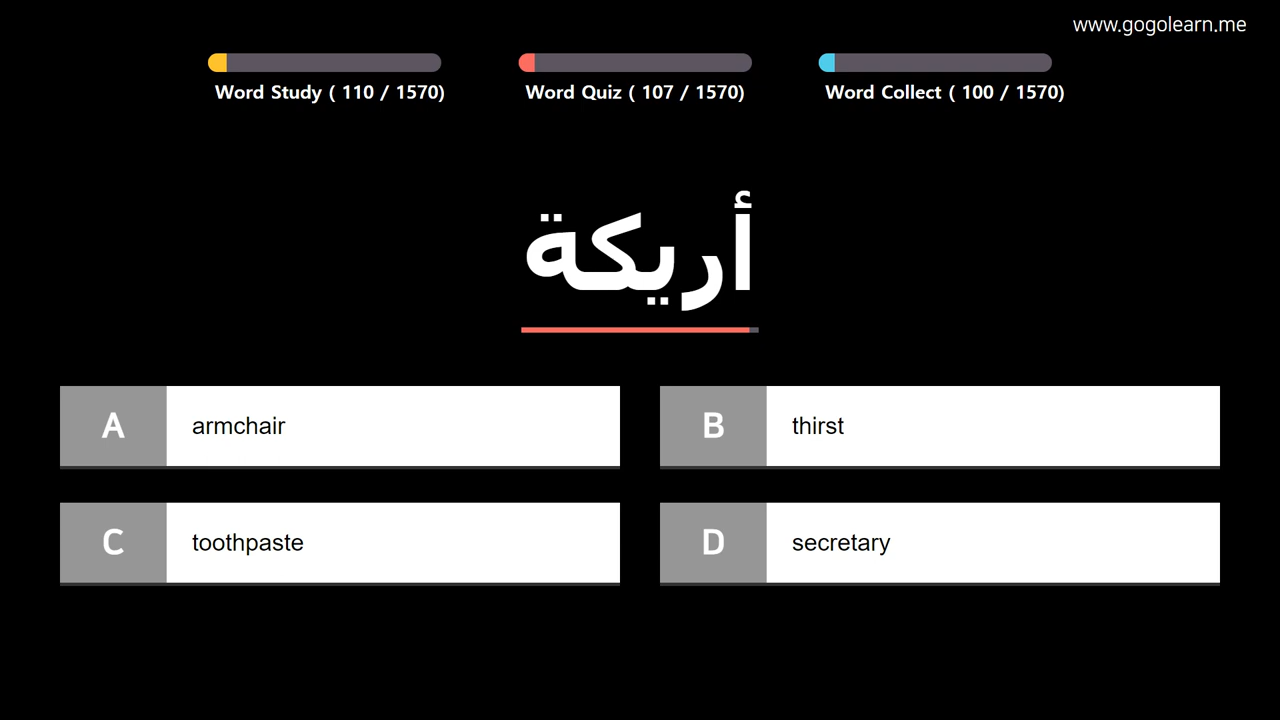 www.gogolearn.me
Word Study ( 110 / 1570)
Word Quiz ( 107 / 1570)
Word Collect ( 100 / 1570)
أريكة
A armchair
B thirst
C toothpaste
D secretary